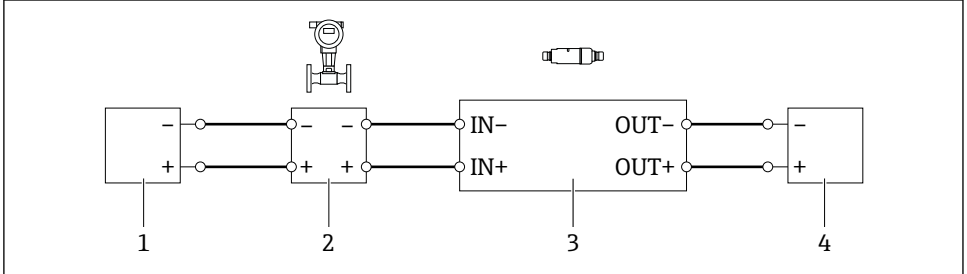 − − − IN− OUT− −
+ + + IN+ OUT+ +
1 2 3 4